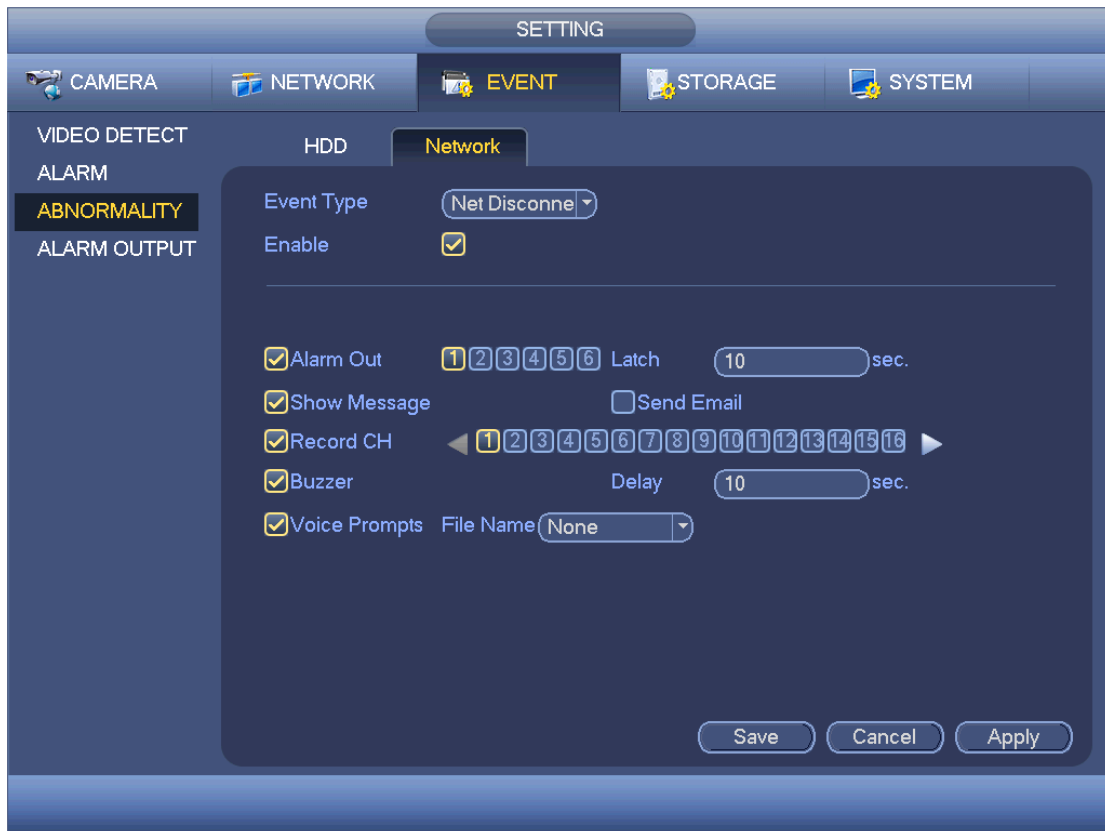 SETTING
CAMERA NETWORK EVENT STORAGE SYSTEM
VIDEO DETECT
ALARM
ABNORMALITY
ALARM OUTPUT
HDD Network
Event Type Net Disconne
Enable
Alarm Out 1 2 3 4 5 6 Latch 10 sec.
Show Message Send Email
Record CH 1 2 3 4 5 6 7 8 9 10 11 12 13 14 15 16
Buzzer Delay 10 sec.
Voice Prompts File Name None
Save Cancel Apply